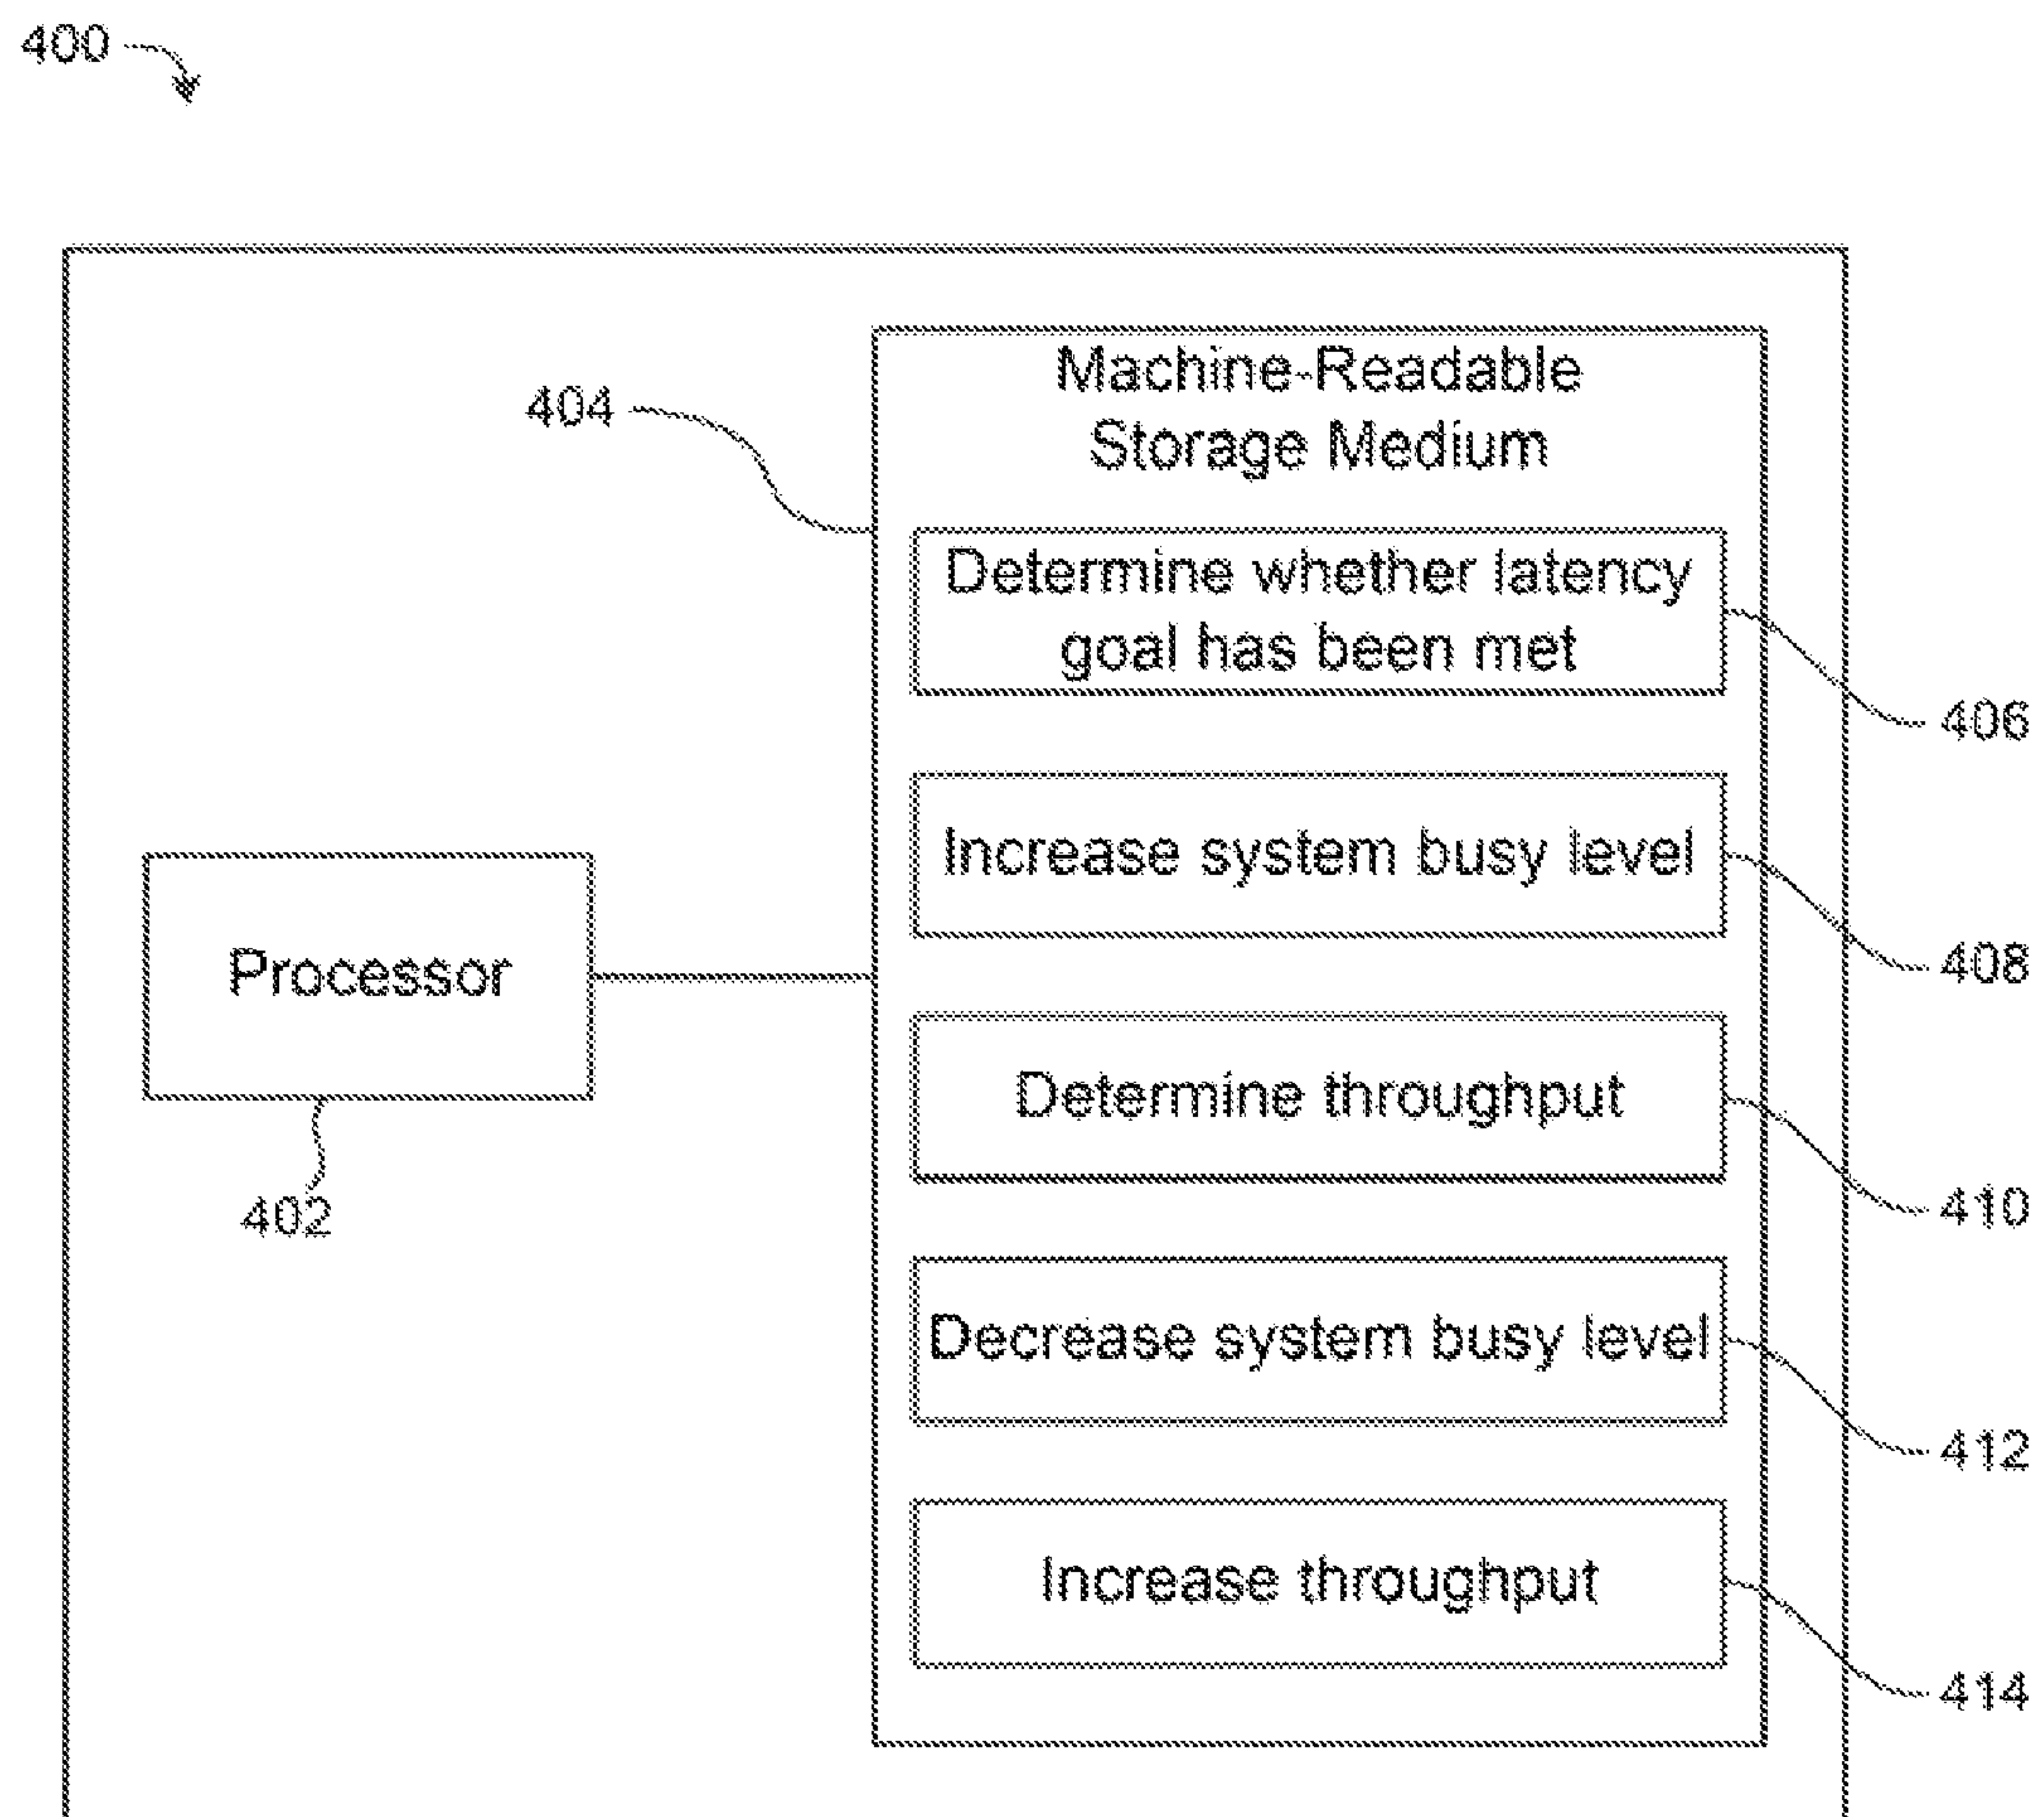 400
Machine-Readable
Storage Medium
404
Determine whether latency
goal has been met
406
Increase system busy level
408
Processor
402
Determine throughput
410
Decrease system busy level
412
Increase throughput
414